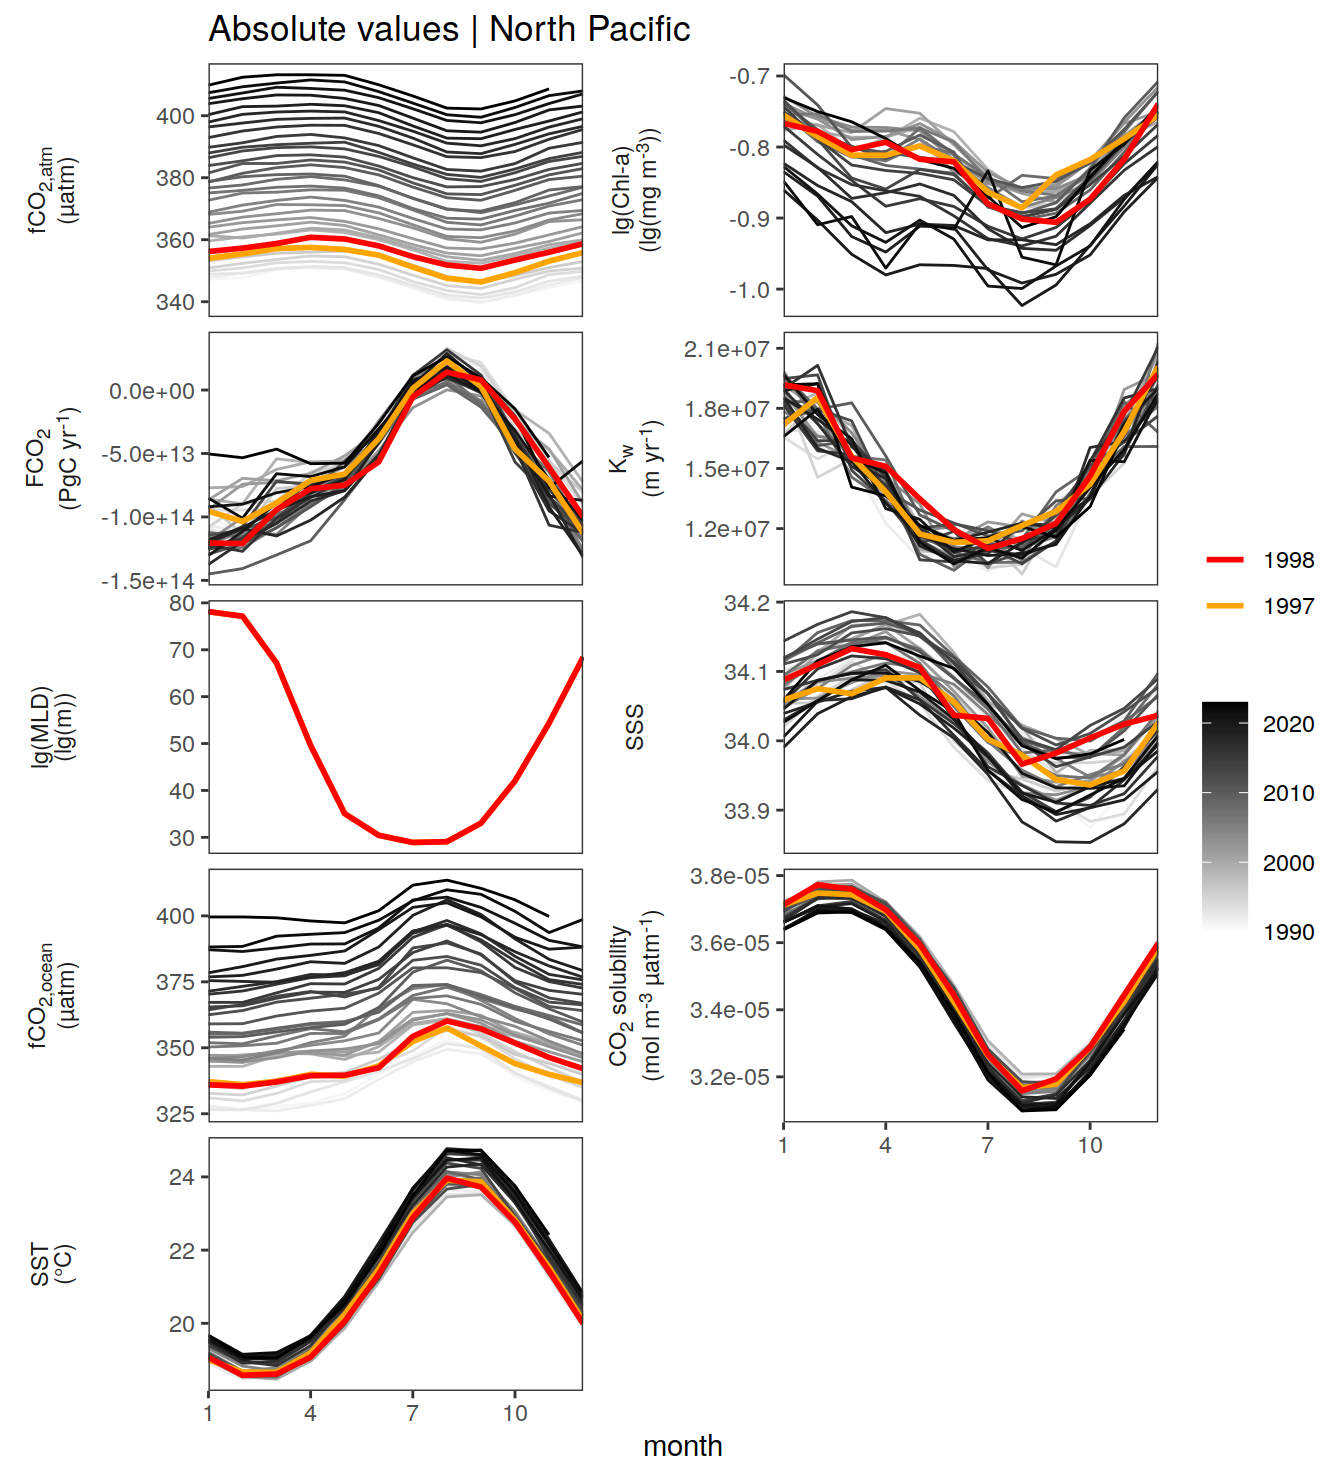 Absolute values | North Pacific
fCO2,atm
(µatm)
400
380
360
340
lg(Chl-a)
(lg(mg m-3))
-0.7
-0.8
-0.9
-1.0
FCO2
(PgC yr-1)
0.0e+00
-5.0e+13
-1.0e+14
-1.5e+14
Kw
(m yr-1)
2.1e+07
1.8e+07
1.5e+07
1.2e+07
lg(MLD)
(lg(m))
80
70
60
50
40
30
SSS
34.2
34.1
34.0
33.9
fCO2,ocean
(µatm)
400
375
350
325
CO2 solubility
(mol m-3 µatm-1)
3.8e-05
3.6e-05
3.4e-05
3.2e-05
1 4 7 10
SST
(°C)
24
22
20
1 4 7 10
month
1998
1997
2020
2010
2000
1990